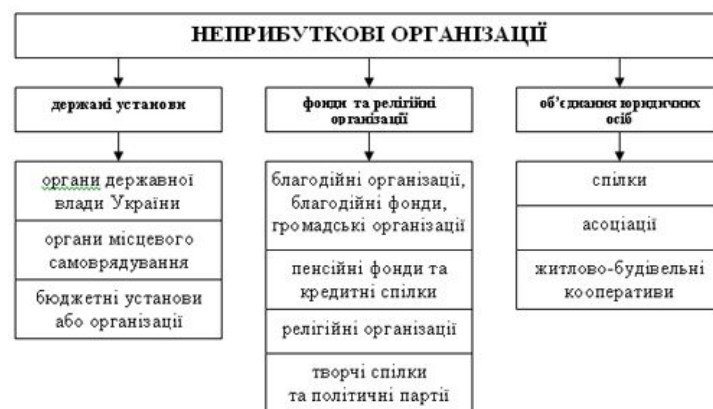 НЕПРИБУТКОВІ ОРГАНІЗАЦІЇ
держані установи
органи державної
влади України
органи місцевого
самоврядування
бюджетні установи
або організації
фонди та релігійні
організації
благодійні організації,
благодійні фонди,
громадські організації
пенсійні фонди та
кредитні спілки
релігійні організації
творчі спілки
та політичні партії
об’єднання юридичних
осіб
спілки
асоціації
житлово-будівельні
кооперативи